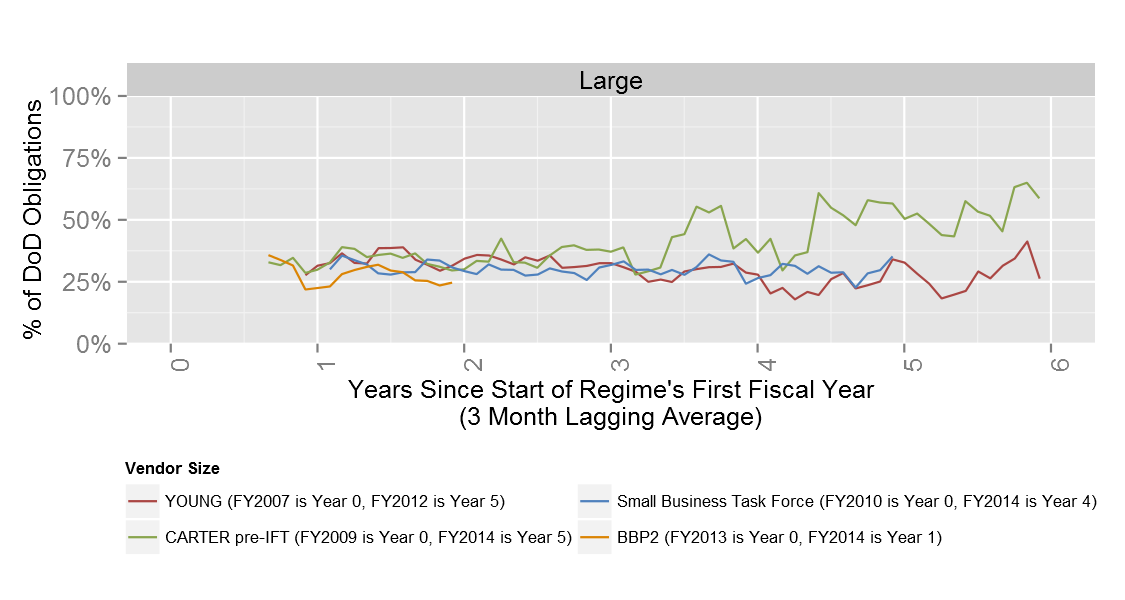 Large
% of DoD Obligations
100%
75%
50%
25%
0%
0 1 2 3 4 5 6
Years Since Start of Regime's First Fiscal Year
(3 Month Lagging Average)
Vendor Size
YOUNG (FY2007 is Year 0, FY2012 is Year 5)
Small Business Task Force (FY2010 is Year 0, FY2014 is Year 4)
CARTER pre-IFT (FY2009 is Year 0, FY2014 is Year 5)
BBP2 (FY2013 is Year 0, FY2014 is Year 1)